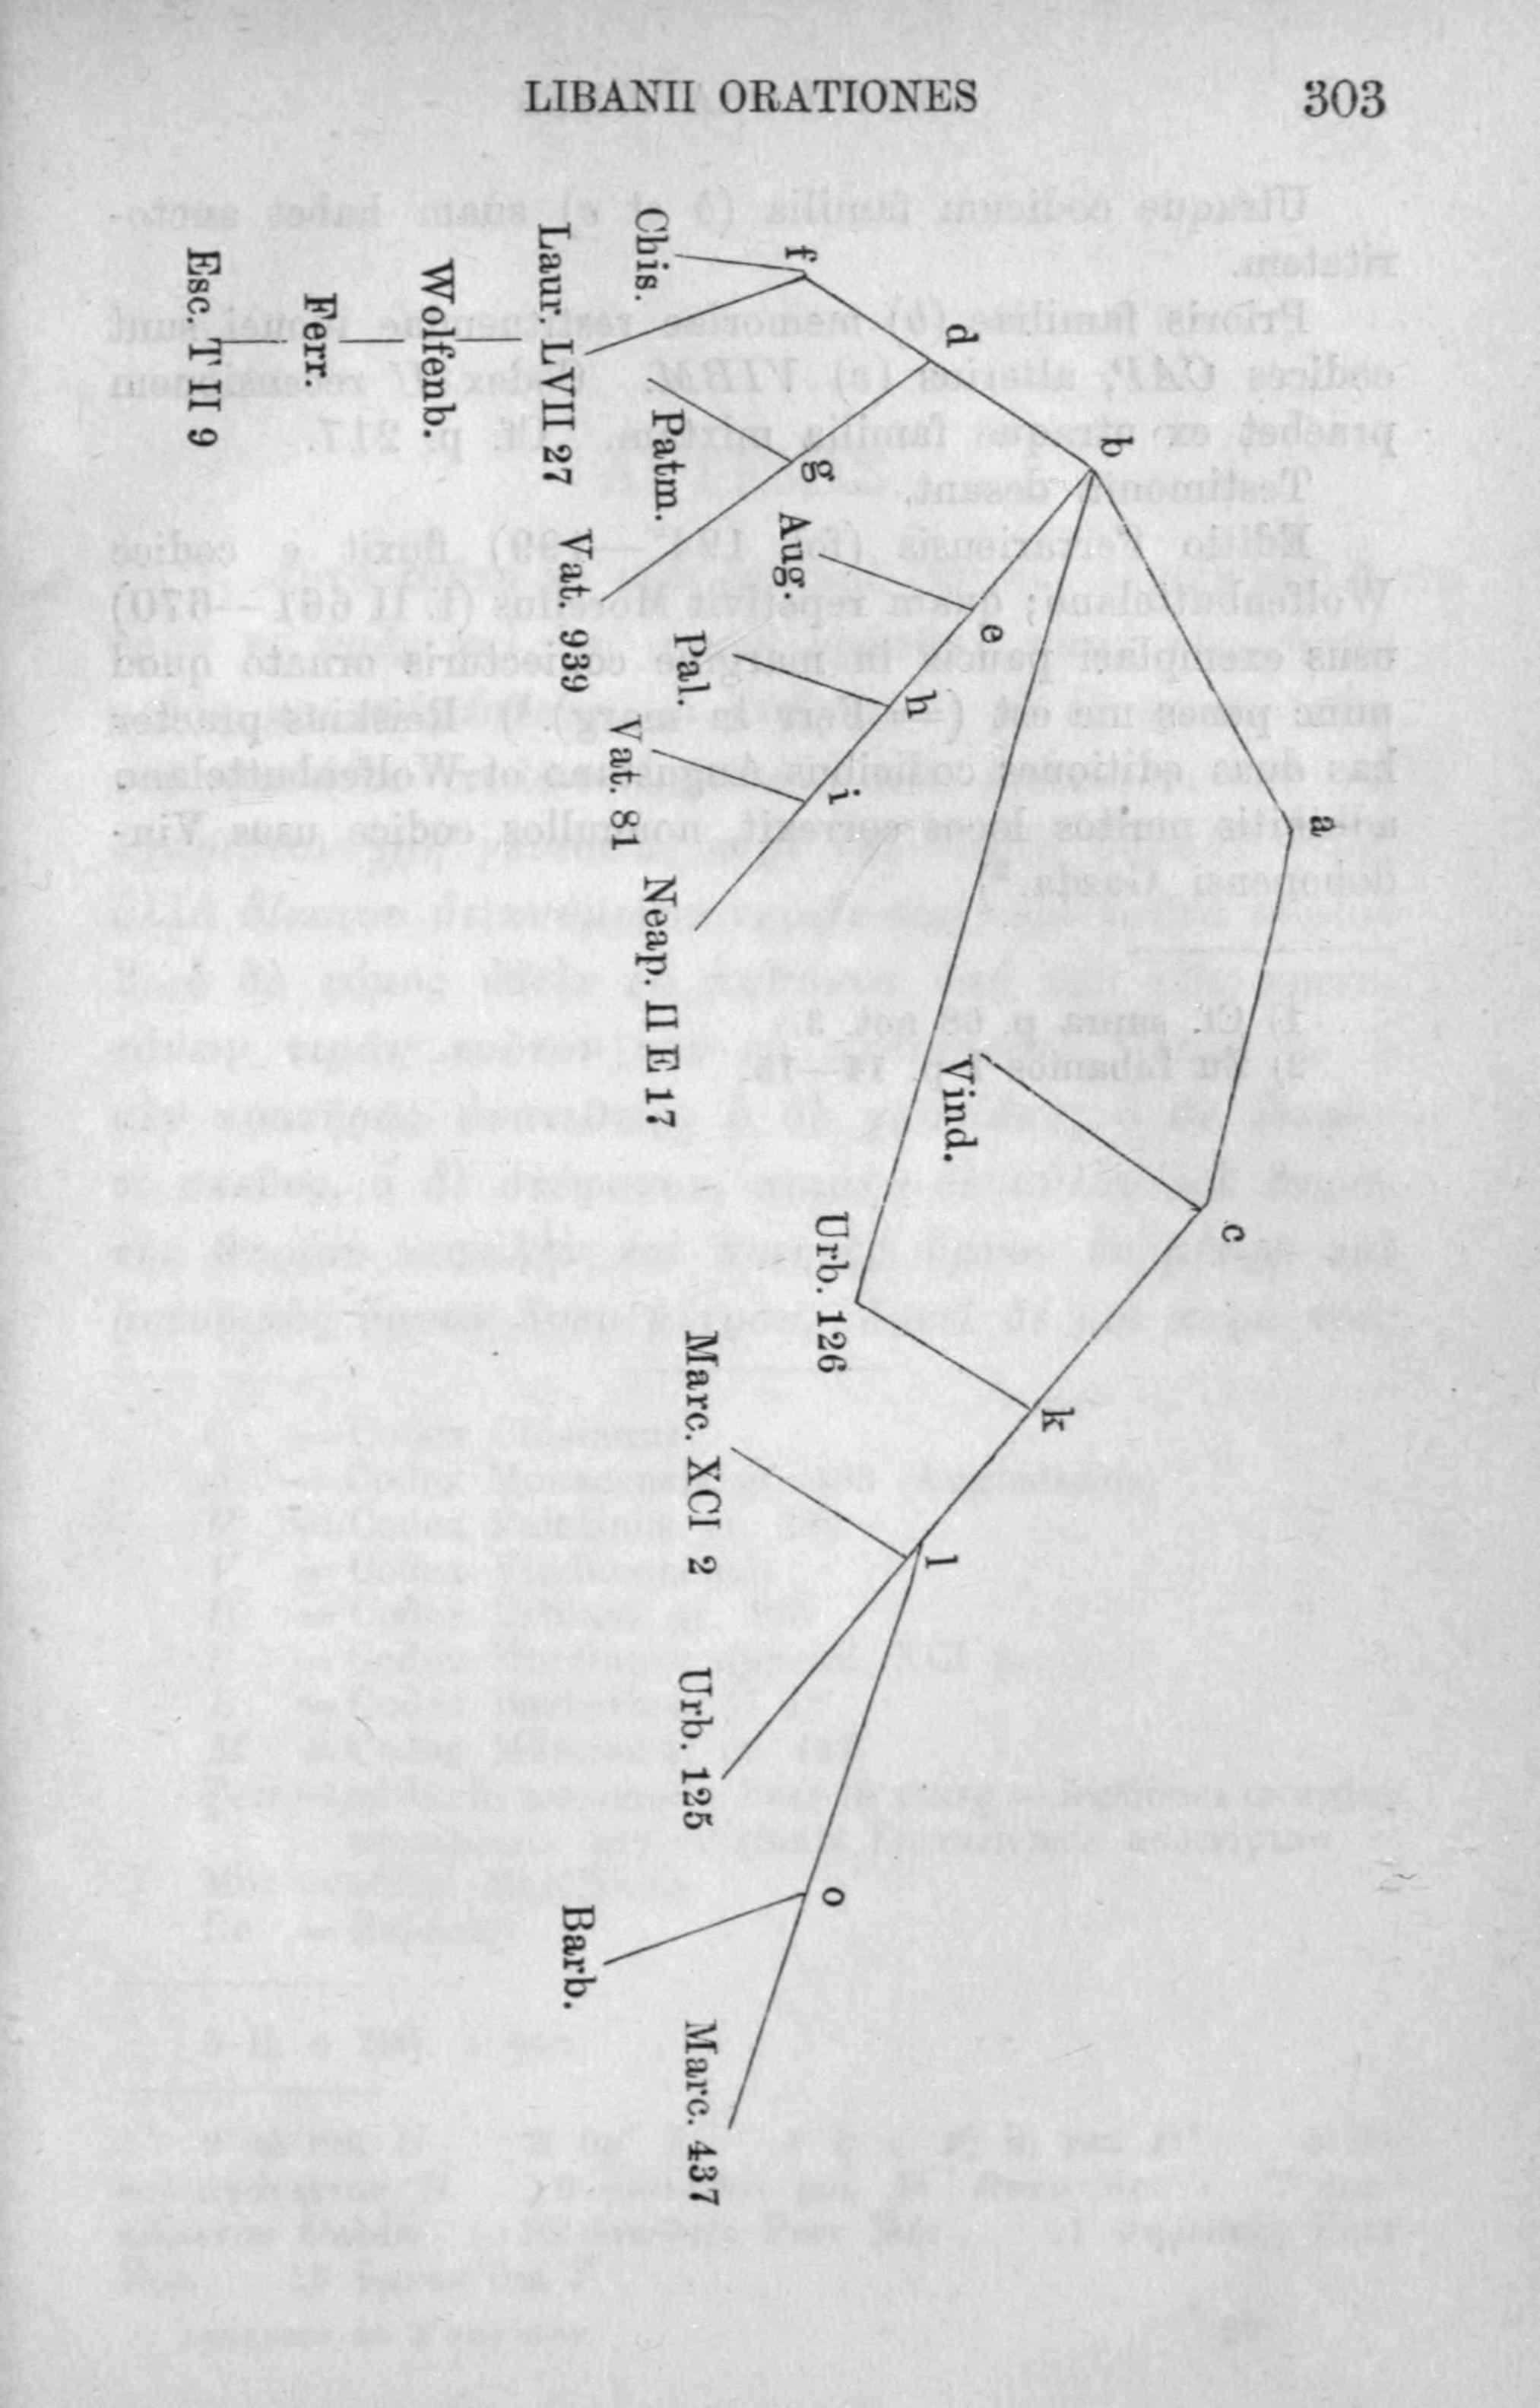 LIBANII ORATIONES 303
a
b
c
d
e
k
f
g
h
l
i
o
Vind.
Aug.
Urb. 126
Chis.
Patm.
Pal.
Marc. XCI 2
Urb. 125
Marc. 437
Vat. 81
Neap. II E 17
Laur. LVII 27
Vat. 939
Barb.
Wolfenb.
Ferr.
Esc. T II 9